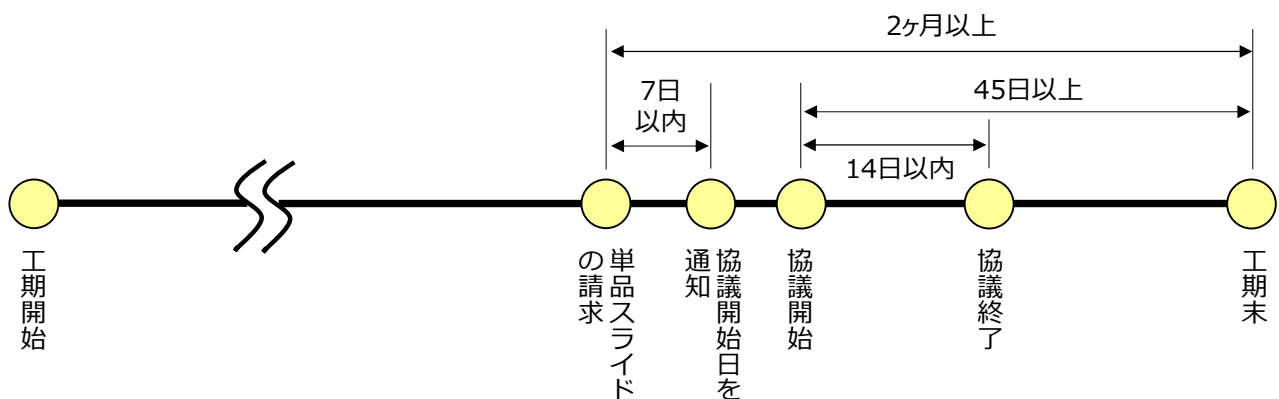 2ヶ月以上
7日
以内
45日以上
14日以内
工期開始
単品スライド
の請求
協議開始日を
通知
協議開始
協議終了
工期末